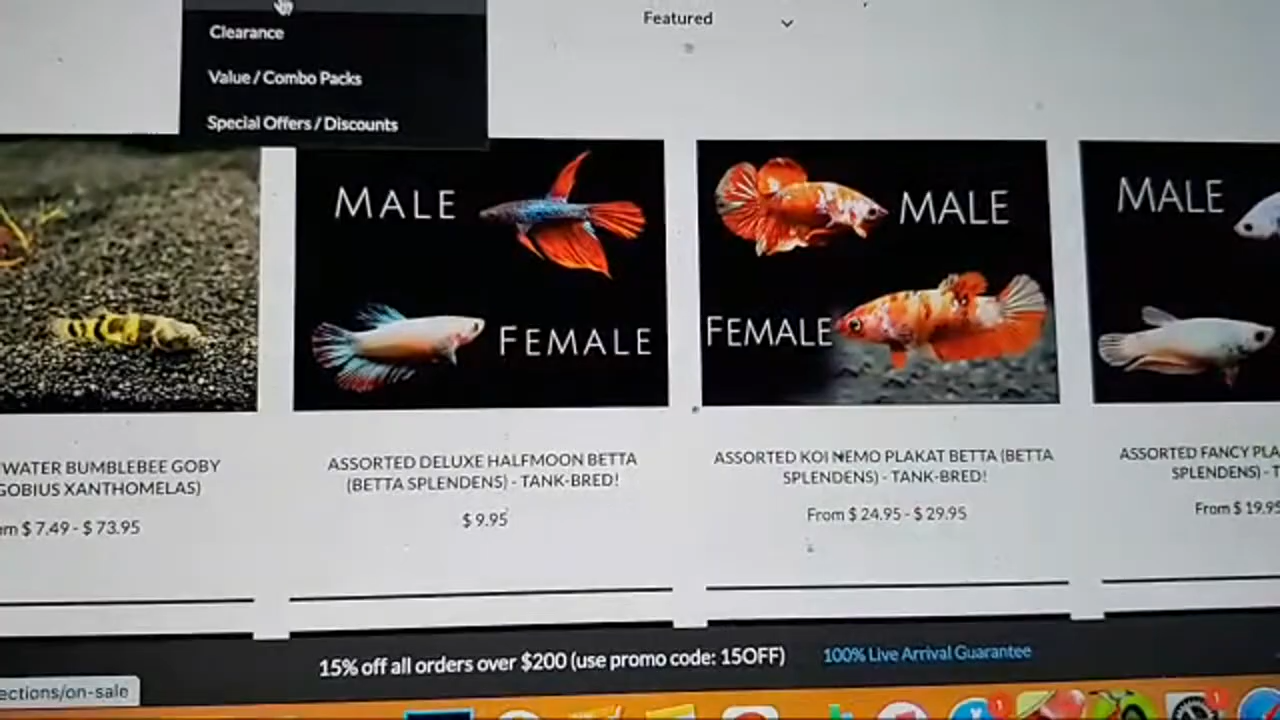 Featured
Clearance
Value / Combo Packs
Special Offers / Discounts
MALE
FEMALE
MALE
FEMALE
MALE
WATER BUMBLEBEE GOBY
GOBIUS XANTHOMELAS)
om $ 7.49 - $ 73.95
ASSORTED DELUXE HALFMOON BETTA
(BETTA SPLENDENS) - TANK-BRED!
$ 9.95
ASSORTED KOI NEMO PLAKAT BETTA (BETTA
SPLENDENS) - TANK-BRED!
From $ 24.95 - $ 29.95
ASSORTED FANCY PLA
SPLENDENS) - T
From $ 19.95
15% off all orders over $200 (use promo code: 15OFF)
100% Live Arrival Guarantee
ections/on-sale